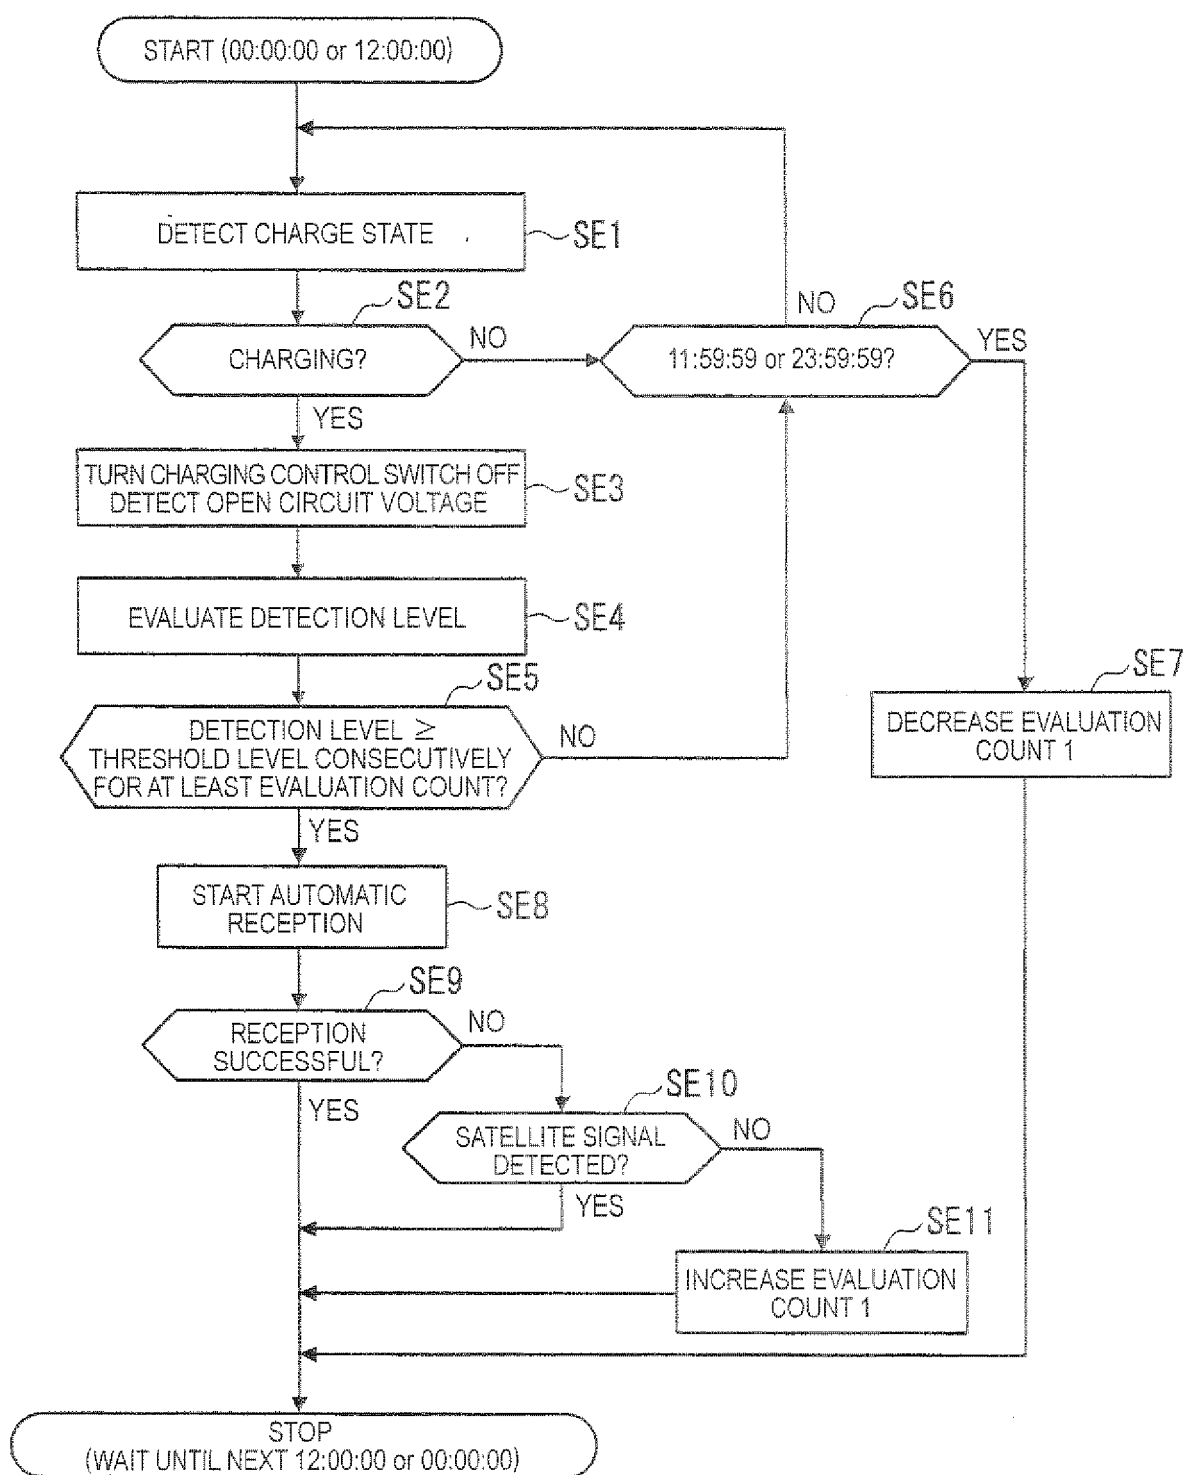 START (00:00:00 or 12:00:00)
DETECT CHARGE STATE
SE1
SE2
CHARGING?
NO
YES
NO
SE6
11:59:59 or 23:59:59?
YES
TURN CHARGING CONTROL SWITCH OFF
DETECT OPEN CIRCUIT VOLTAGE
SE3
EVALUATE DETECTION LEVEL
SE4
SE5
DETECTION LEVEL ≥
THRESHOLD LEVEL CONSECUTIVELY
FOR AT LEAST EVALUATION COUNT?
NO
YES
SE7
DECREASE EVALUATION
COUNT 1
START AUTOMATIC
RECEPTION
SE8
SE9
RECEPTION
SUCCESSFUL?
NO
YES
SE10
SATELLITE SIGNAL
DETECTED?
NO
YES
SE11
INCREASE EVALUATION
COUNT 1
STOP
(WAIT UNTIL NEXT 12:00:00 or 00:00:00)